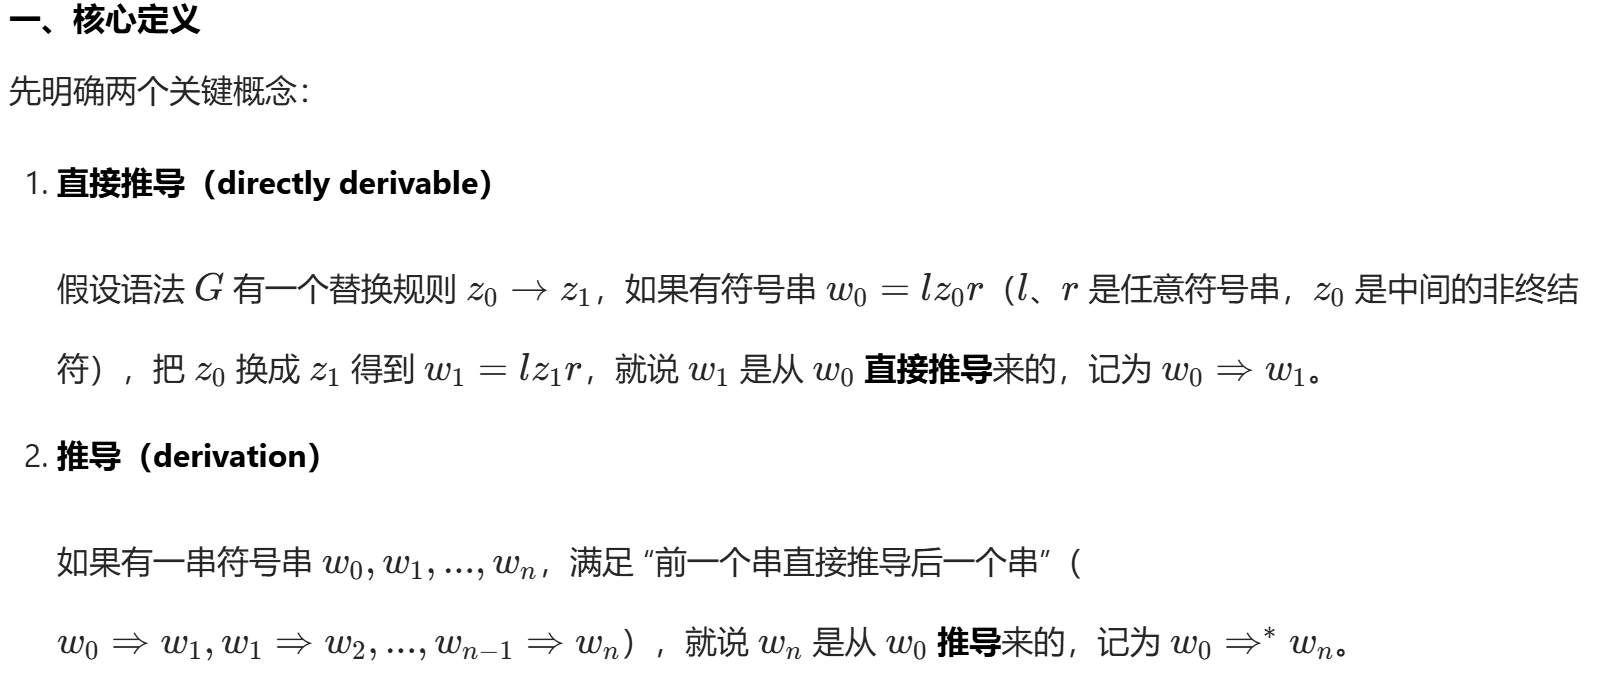 一、核心定义
先明确两个关键概念：
1. 直接推导（directly derivable）
假设语法 G 有一个替换规则 z₀ → z₁，如果有符号串 w₀ = lz₀r（l、r 是任意符号串，z₀ 是中间的非终结
符），把 z₀ 换成 z₁ 得到 w₁ = lz₁r，就说 w₁ 是从 w₀ 直接推导来的，记为 w₀ ⇒ w₁。
2. 推导（derivation）
如果有一串符号串 w₀, w₁, ..., wₙ，满足 “前一个串直接推导后一个串”（
w₀ ⇒ w₁, w₁ ⇒ w₂, ..., wₙ₋₁ ⇒ wₙ），就说 wₙ 是从 w₀ 推导来的，记为 w₀ ⇒* wₙ。